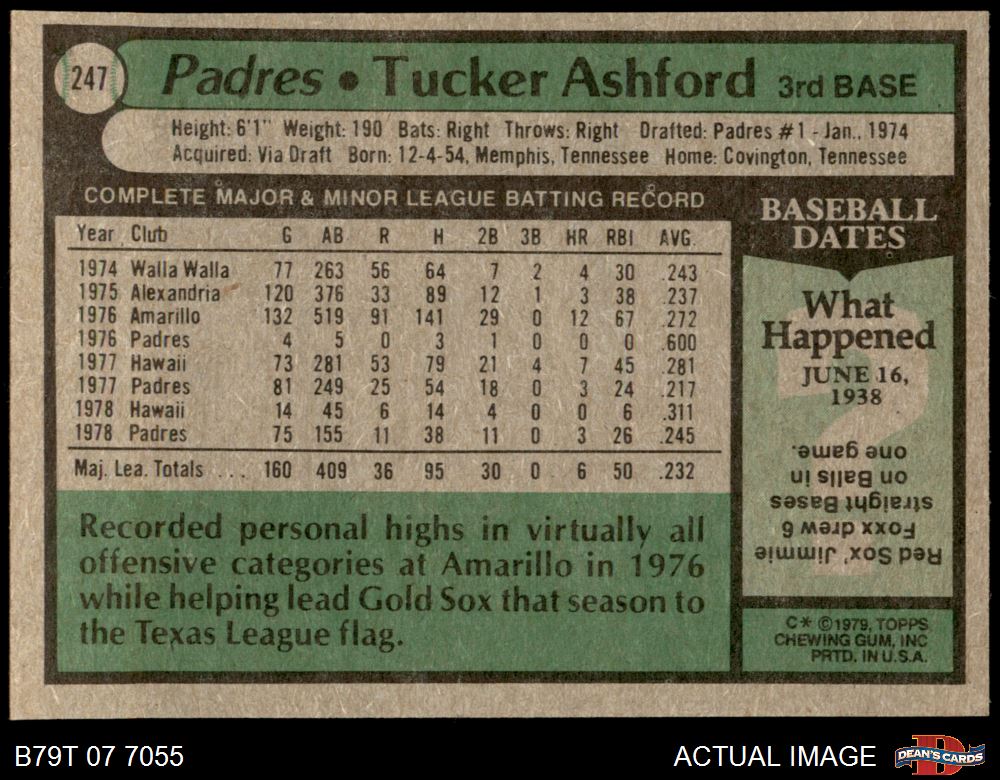 247
Padres • Tucker Ashford 3rd BASE
Height: 6'1" Weight: 190 Bats: Right Throws: Right Drafted: Padres #1 - Jan., 1974
Acquired: Via Draft Born: 12-4-54, Memphis, Tennessee Home: Covington, Tennessee
COMPLETE MAJOR & MINOR LEAGUE BATTING RECORD
Year Club G AB R H 2B 3B HR RBI AVG.
1974 Walla Walla 77 263 56 64 7 2 4 30 .243
1975 Alexandria 120 376 33 89 12 1 3 38 .237
1976 Amarillo 132 519 91 141 29 0 12 67 .272
1976 Padres 4 5 0 3 1 0 0 0 .600
1977 Hawaii 73 281 53 79 21 4 7 45 .281
1977 Padres 81 249 25 54 18 0 3 24 .217
1978 Hawaii 14 45 6 14 4 0 0 6 .311
1978 Padres 75 155 11 38 11 0 3 26 .245
Maj. Lea. Totals ... 160 409 36 95 30 0 6 50 .232
Recorded personal highs in virtually all
offensive categories at Amarillo in 1976
while helping lead Gold Sox that season to
the Texas League flag.
BASEBALL
DATES
What
Happened
JUNE 16,
1938
Red Sox' Jimmie
Foxx drew 6
straight Bases
on Balls in
one game.
C* ©1979, TOPPS
CHEWING GUM, INC
PRTD. IN U.S.A.
B79T 07 7055
ACTUAL IMAGE
DEAN'S CARDS